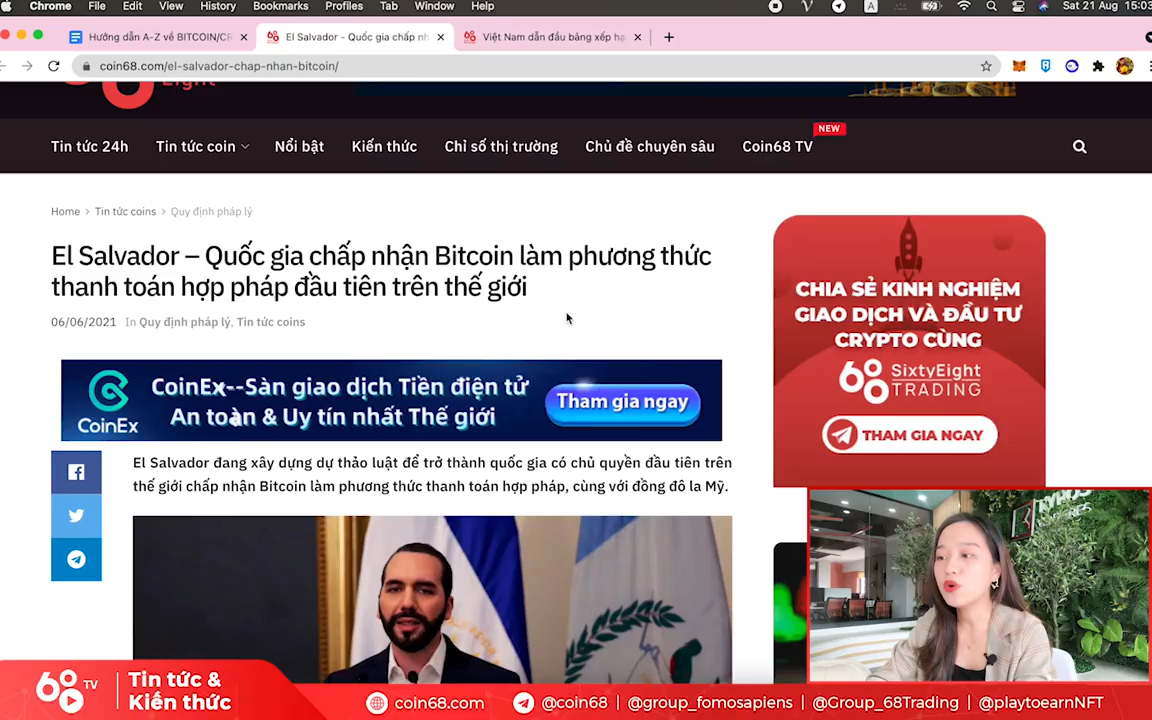 Chrome File Edit View History Bookmarks Profiles Tab Window Help
A
Sat 21 Aug 15:03
Hướng dẫn A-Z về BITCOIN/CR
El Salvador - Quốc gia chấp nh
Việt Nam dẫn đầu bảng xếp hạ
coin68.com/el-salvador-chap-nhan-bitcoin/
Eight
Tin tức 24h Tin tức coin Nổi bật Kiến thức Chỉ số thị trường Chủ đề chuyên sâu Coin68 TV
NEW
Home > Tin tức coins > Quy định pháp lý
El Salvador – Quốc gia chấp nhận Bitcoin làm phương thức
thanh toán hợp pháp đầu tiên trên thế giới
06/06/2021 In Quy định pháp lý, Tin tức coins
CoinEx
CoinEx--Sàn giao dịch Tiền điện tử
An toàn & Uy tín nhất Thế giới
Tham gia ngay
El Salvador đang xây dựng dự thảo luật để trở thành quốc gia có chủ quyền đầu tiên trên
thế giới chấp nhận Bitcoin làm phương thức thanh toán hợp pháp, cùng với đồng đô la Mỹ.
CHIA SẺ KINH NGHIỆM
GIAO DỊCH VÀ ĐẦU TƯ
CRYPTO CÙNG
68 SixtyEight
TRADING
THAM GIA NGAY
68 TV
Tin tức &
Kiến thức
coin68.com @coin68 | @group_fomosapiens | @Group_68Trading | @playtoearnNFT